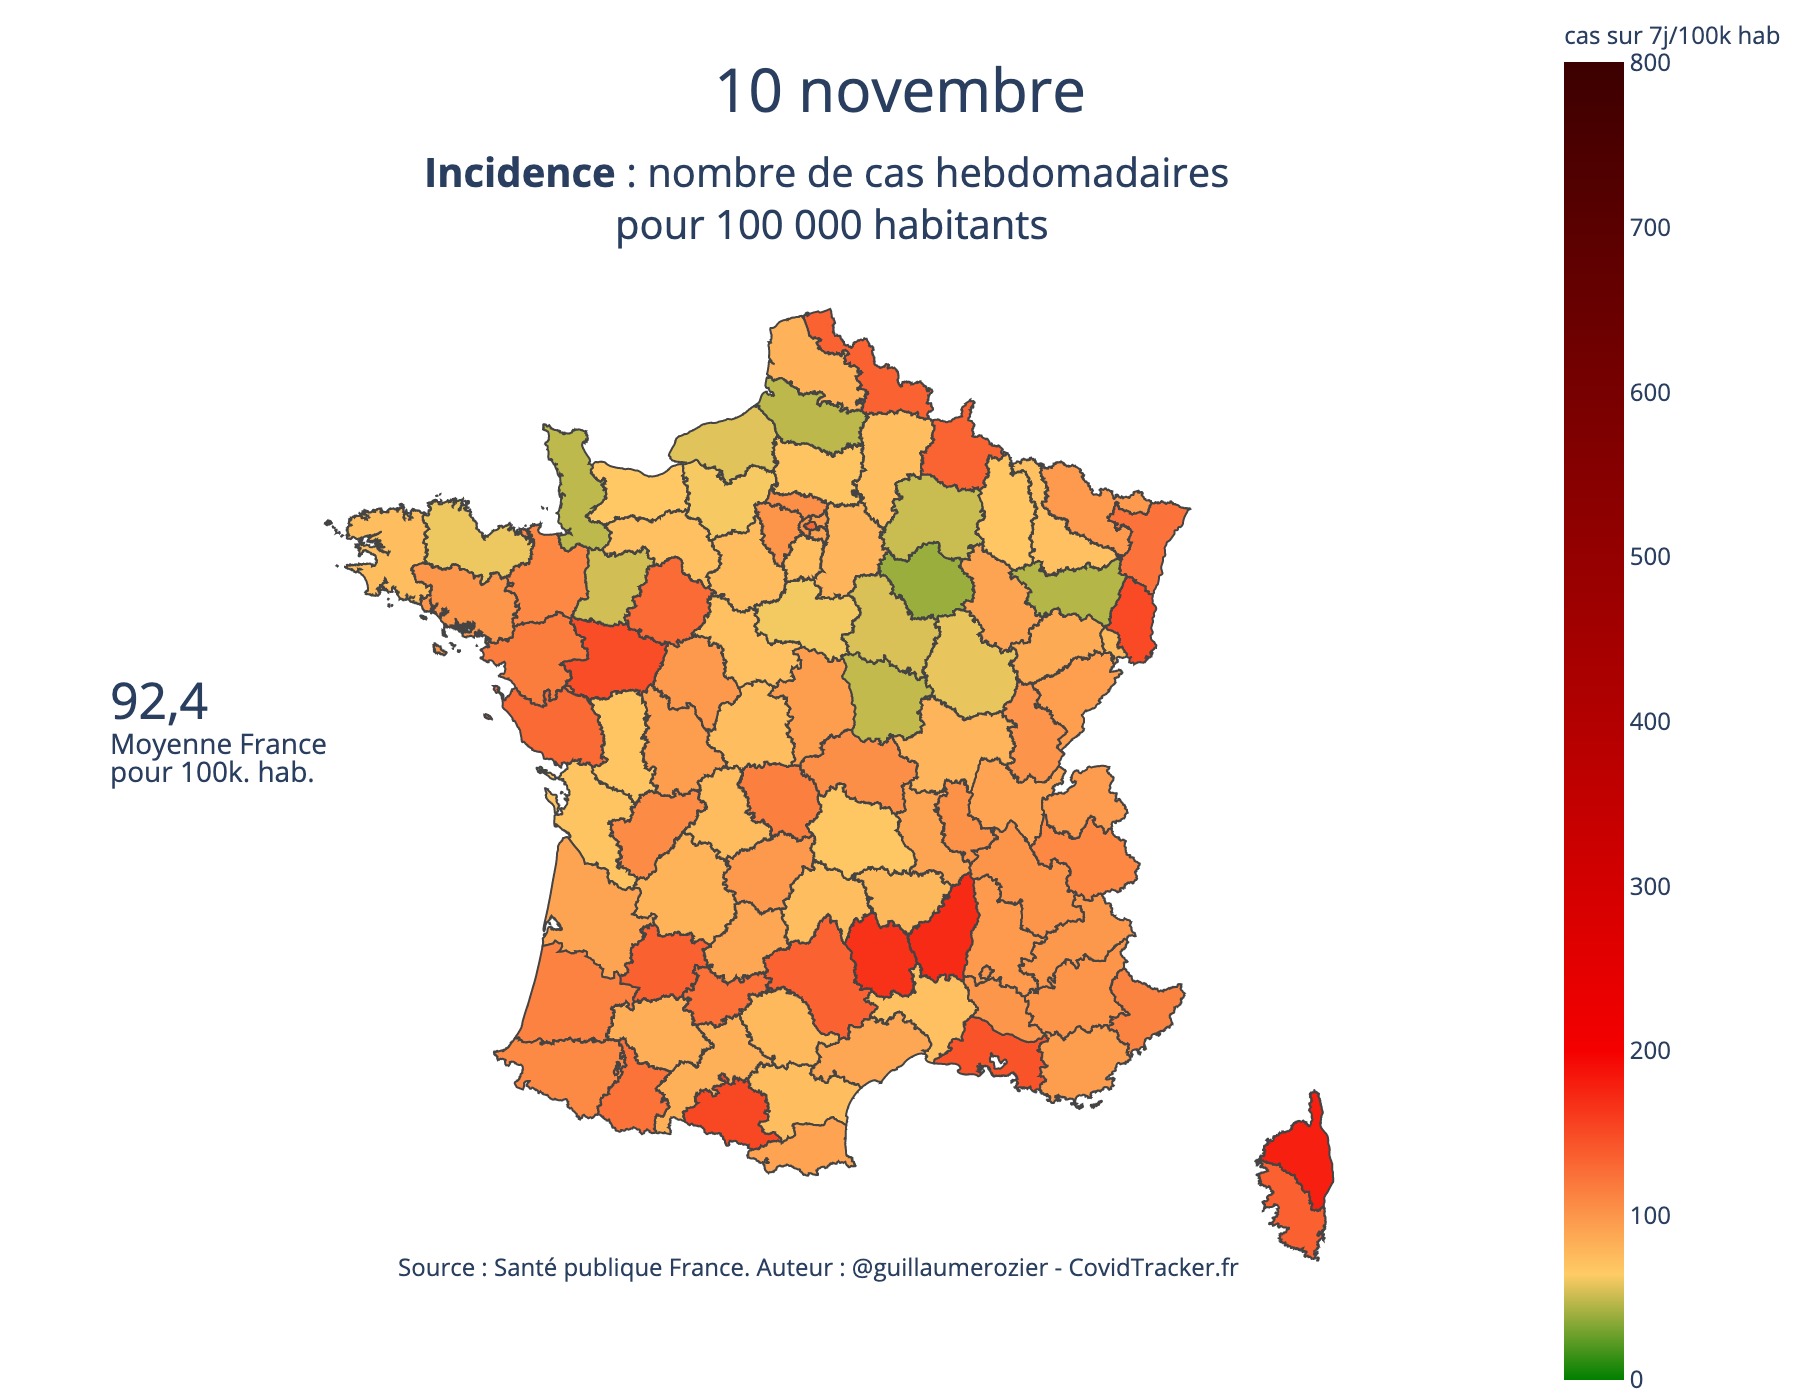 cas sur 7j/100k hab
10 novembre
Incidence : nombre de cas hebdomadaires
pour 100 000 habitants
800
700
600
500
400
300
200
100
0
92,4
Moyenne France
pour 100k. hab.
Source : Santé publique France. Auteur : @guillaumerozier - CovidTracker.fr